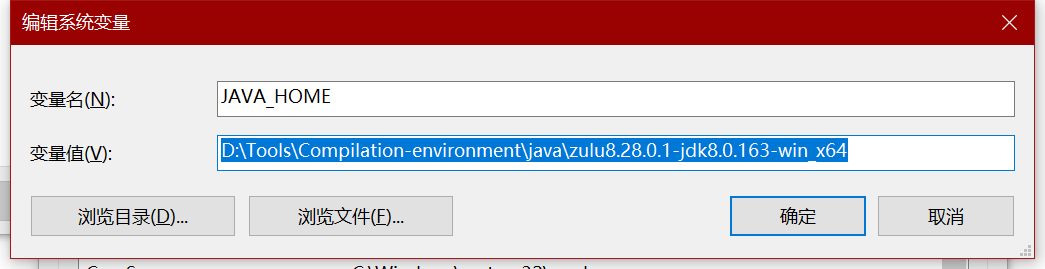 编辑系统变量
变量名(N):
JAVA_HOME
变量值(V):
D:\Tools\Compilation-environment\java\zulu8.28.0.1-jdk8.0.163-win_x64
浏览目录(D)...
浏览文件(F)...
确定
取消